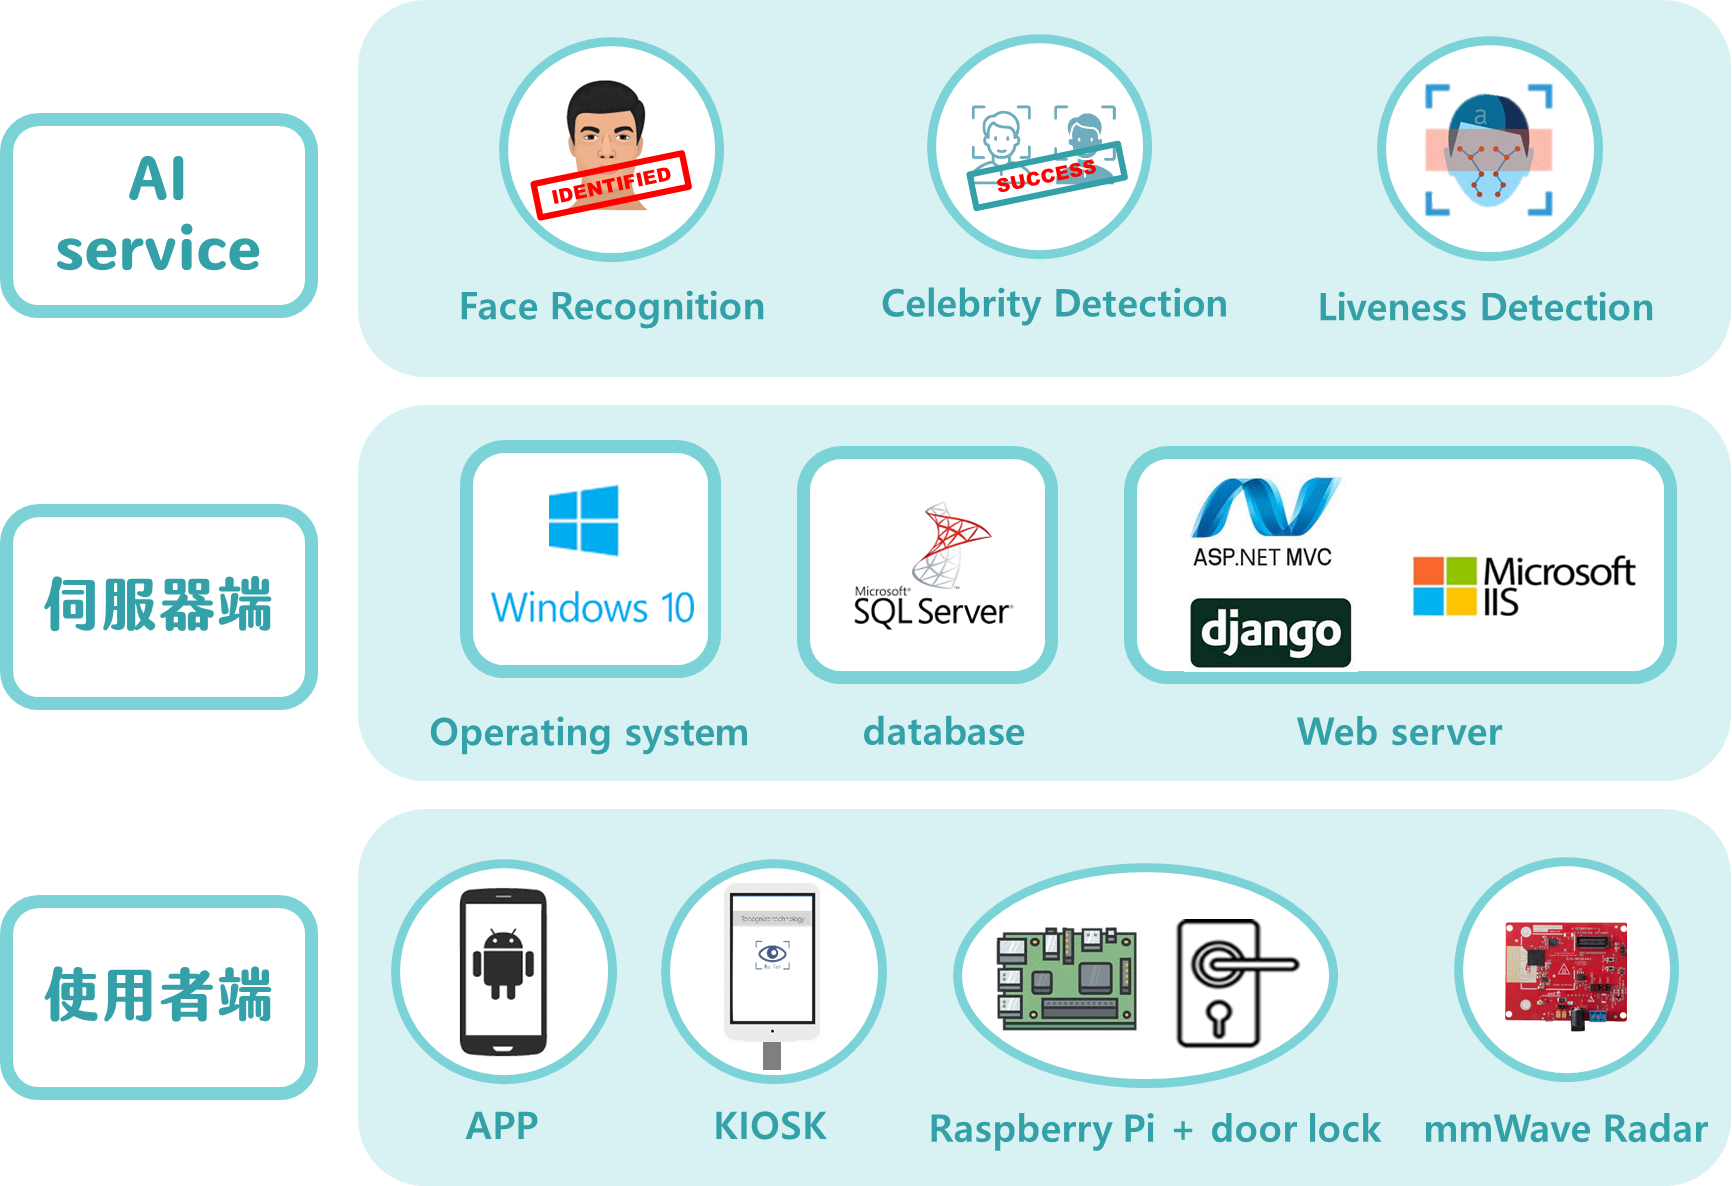 AI
service
IDENTIFIED
SUCCESS
a
Face Recognition
Celebrity Detection
Liveness Detection
伺服器端
Windows 10
Microsoft®
SQL Server®
ASP.NET MVC
django
Microsoft
IIS
Operating system
database
Web server
使用者端
Recognize technology
APP
KIOSK
Raspberry Pi + door lock
mmWave Radar